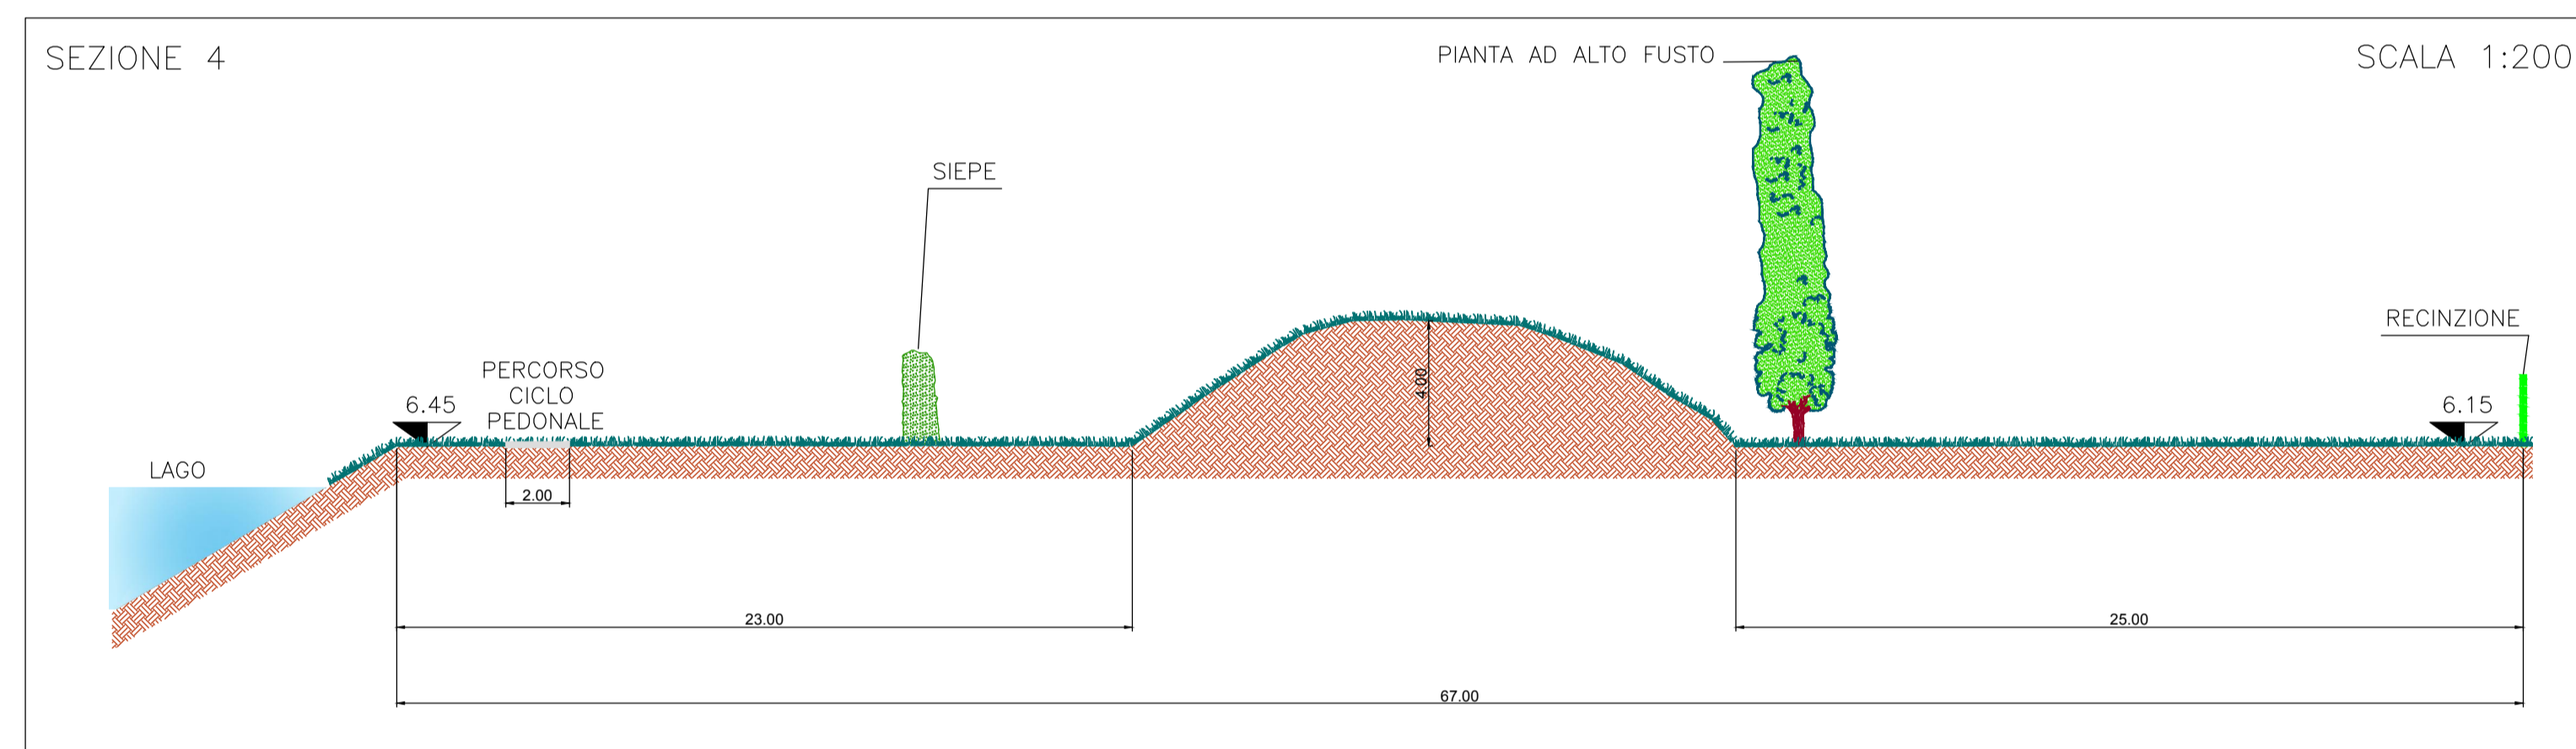 SEZIONE 4
SCALA 1:200
PIANTA AD ALTO FUSTO
SIEPE
RECINZIONE
PERCORSO
CICLO
PEDONALE
6.45
4.00
6.15
LAGO
2.00
23.00
25.00
67.00